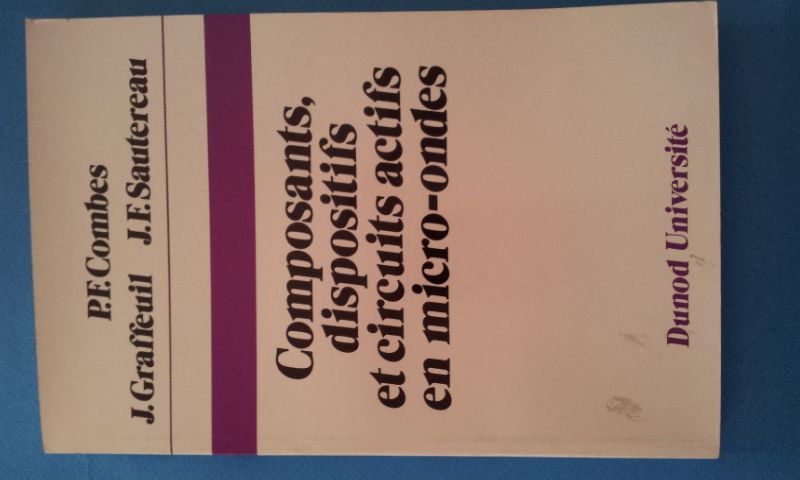 P.F. Combes
J. Graffeuil J.F. Sautereau
Composants,
dispositifs
et circuits actifs
en micro-ondes
Dunod Université